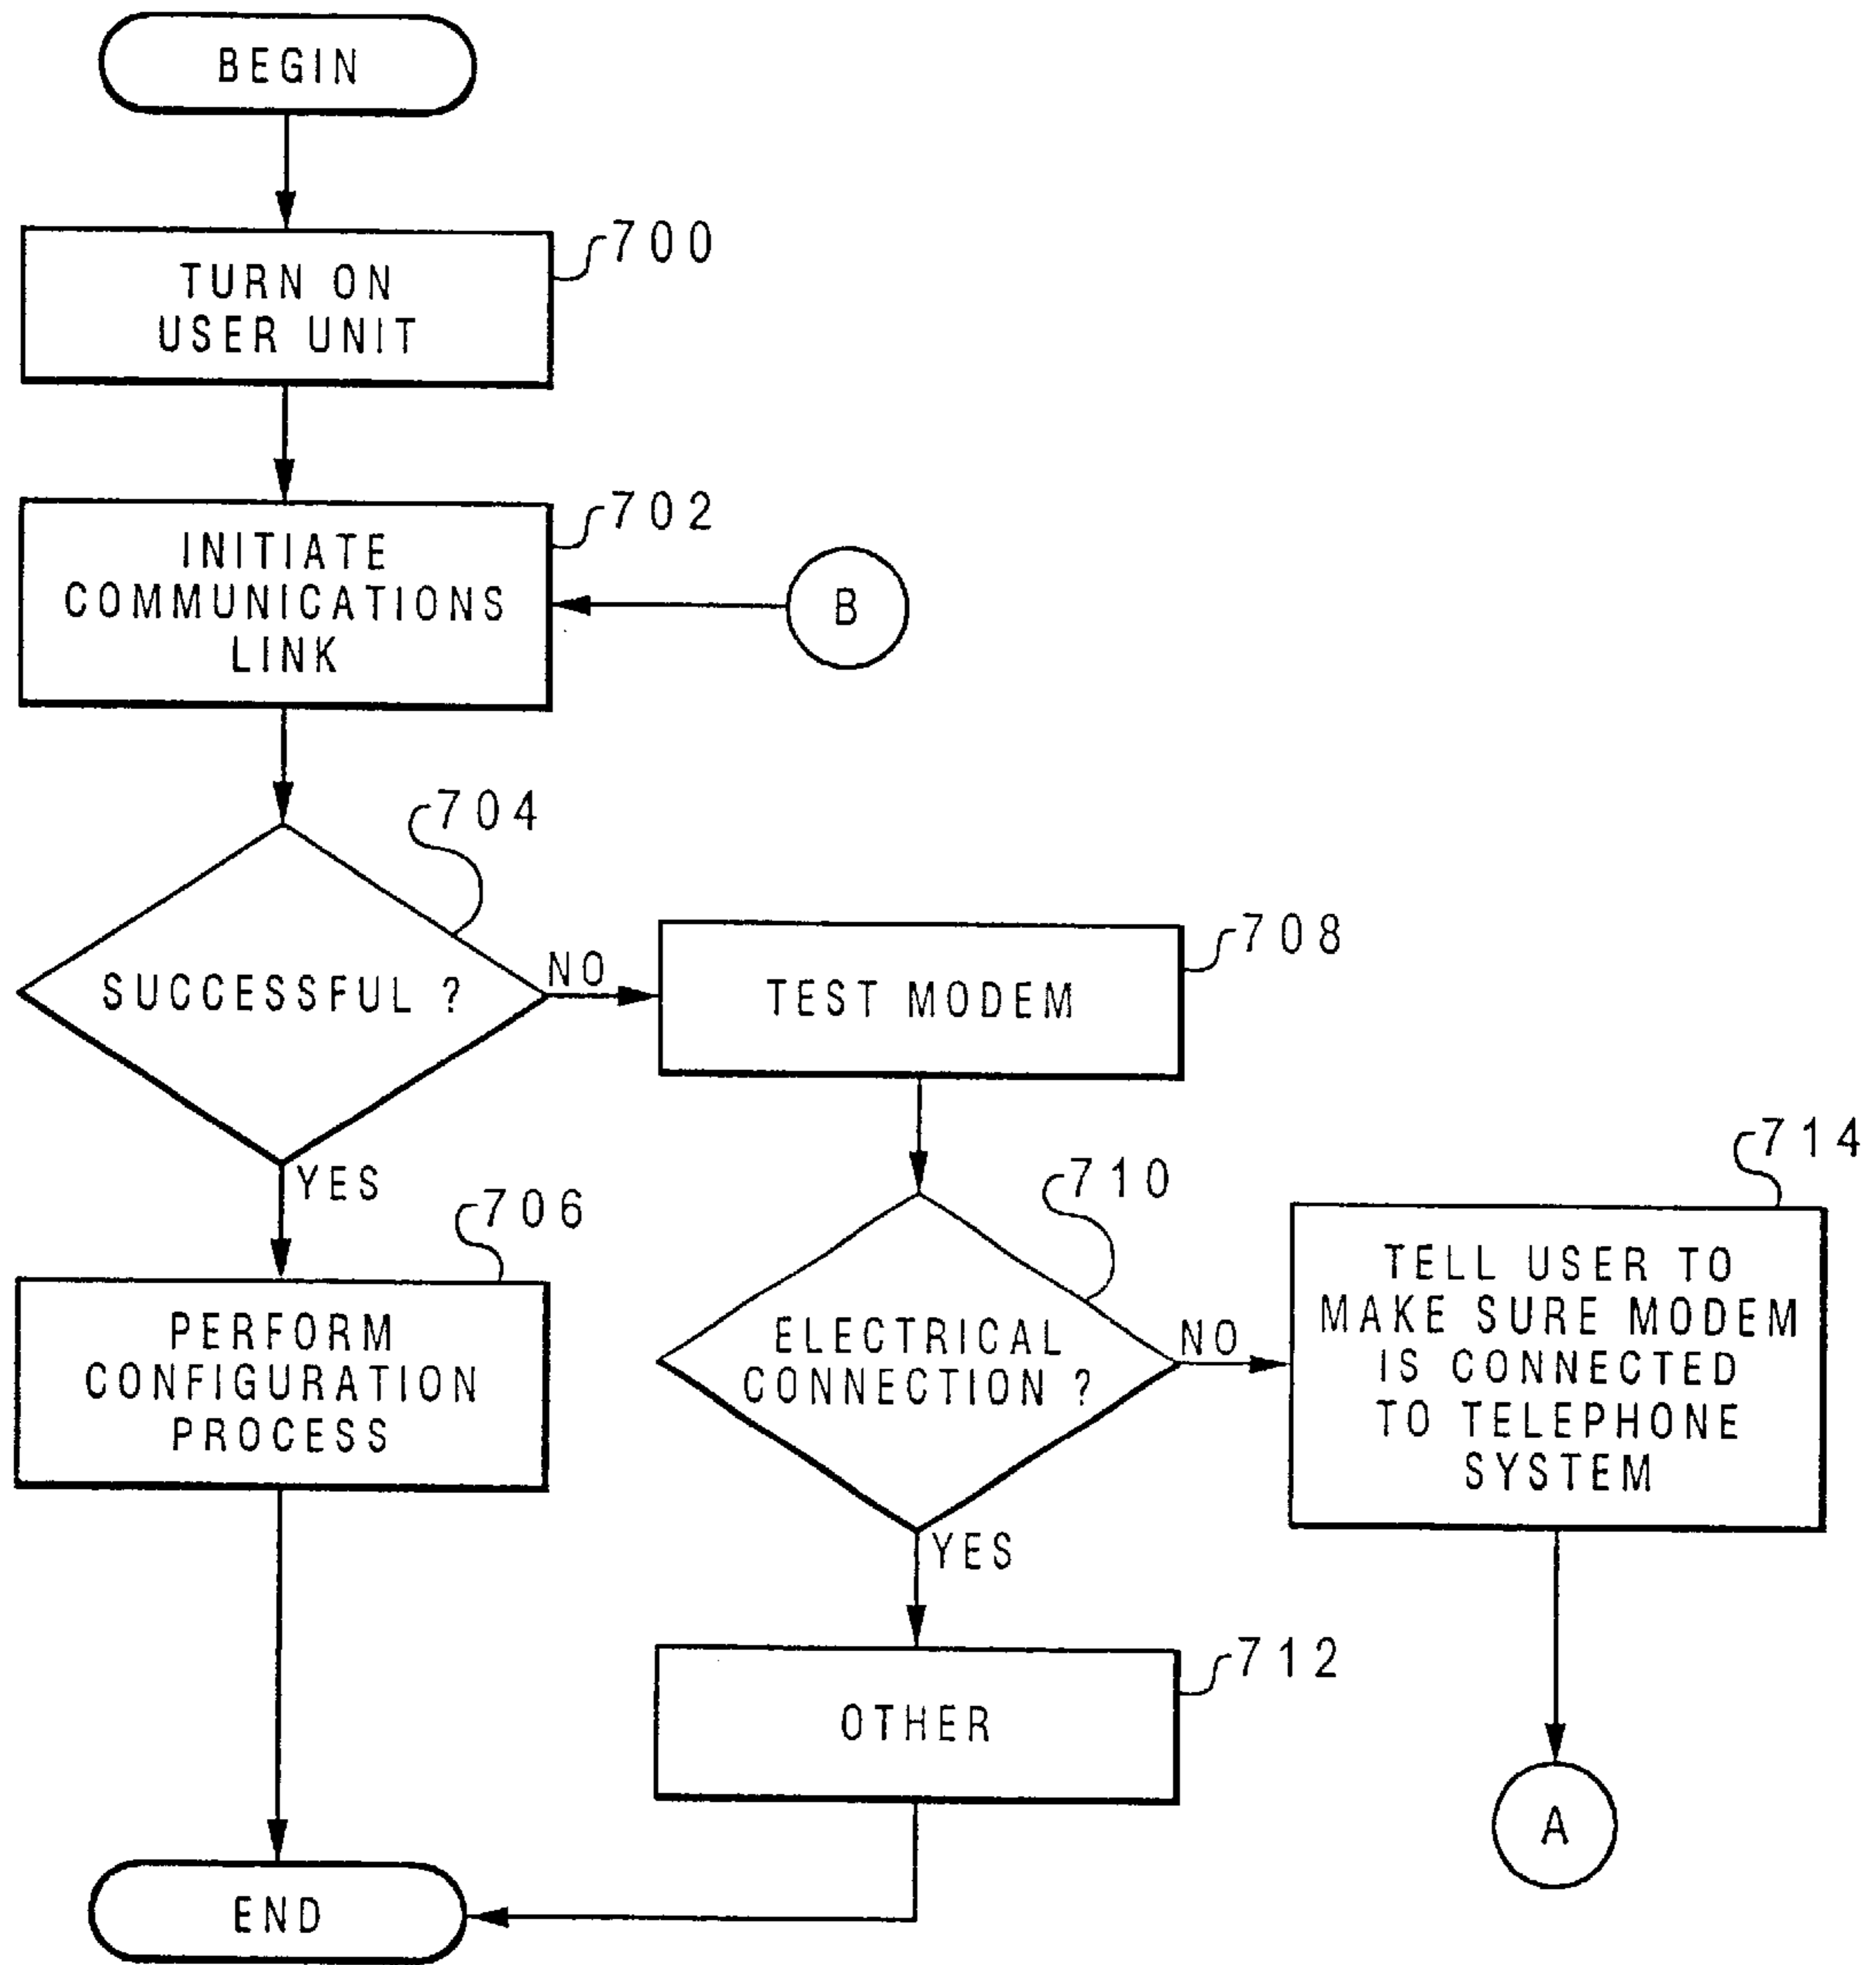 BEGIN
700
TURN ON
USER UNIT
702
INITIATE
COMMUNICATIONS
LINK
B
704
SUCCESSFUL ?
NO
708
TEST MODEM
YES
706
PERFORM
CONFIGURATION
PROCESS
710
ELECTRICAL
CONNECTION ?
NO
714
TELL USER TO
MAKE SURE MODEM
IS CONNECTED
TO TELEPHONE
SYSTEM
YES
712
OTHER
A
END